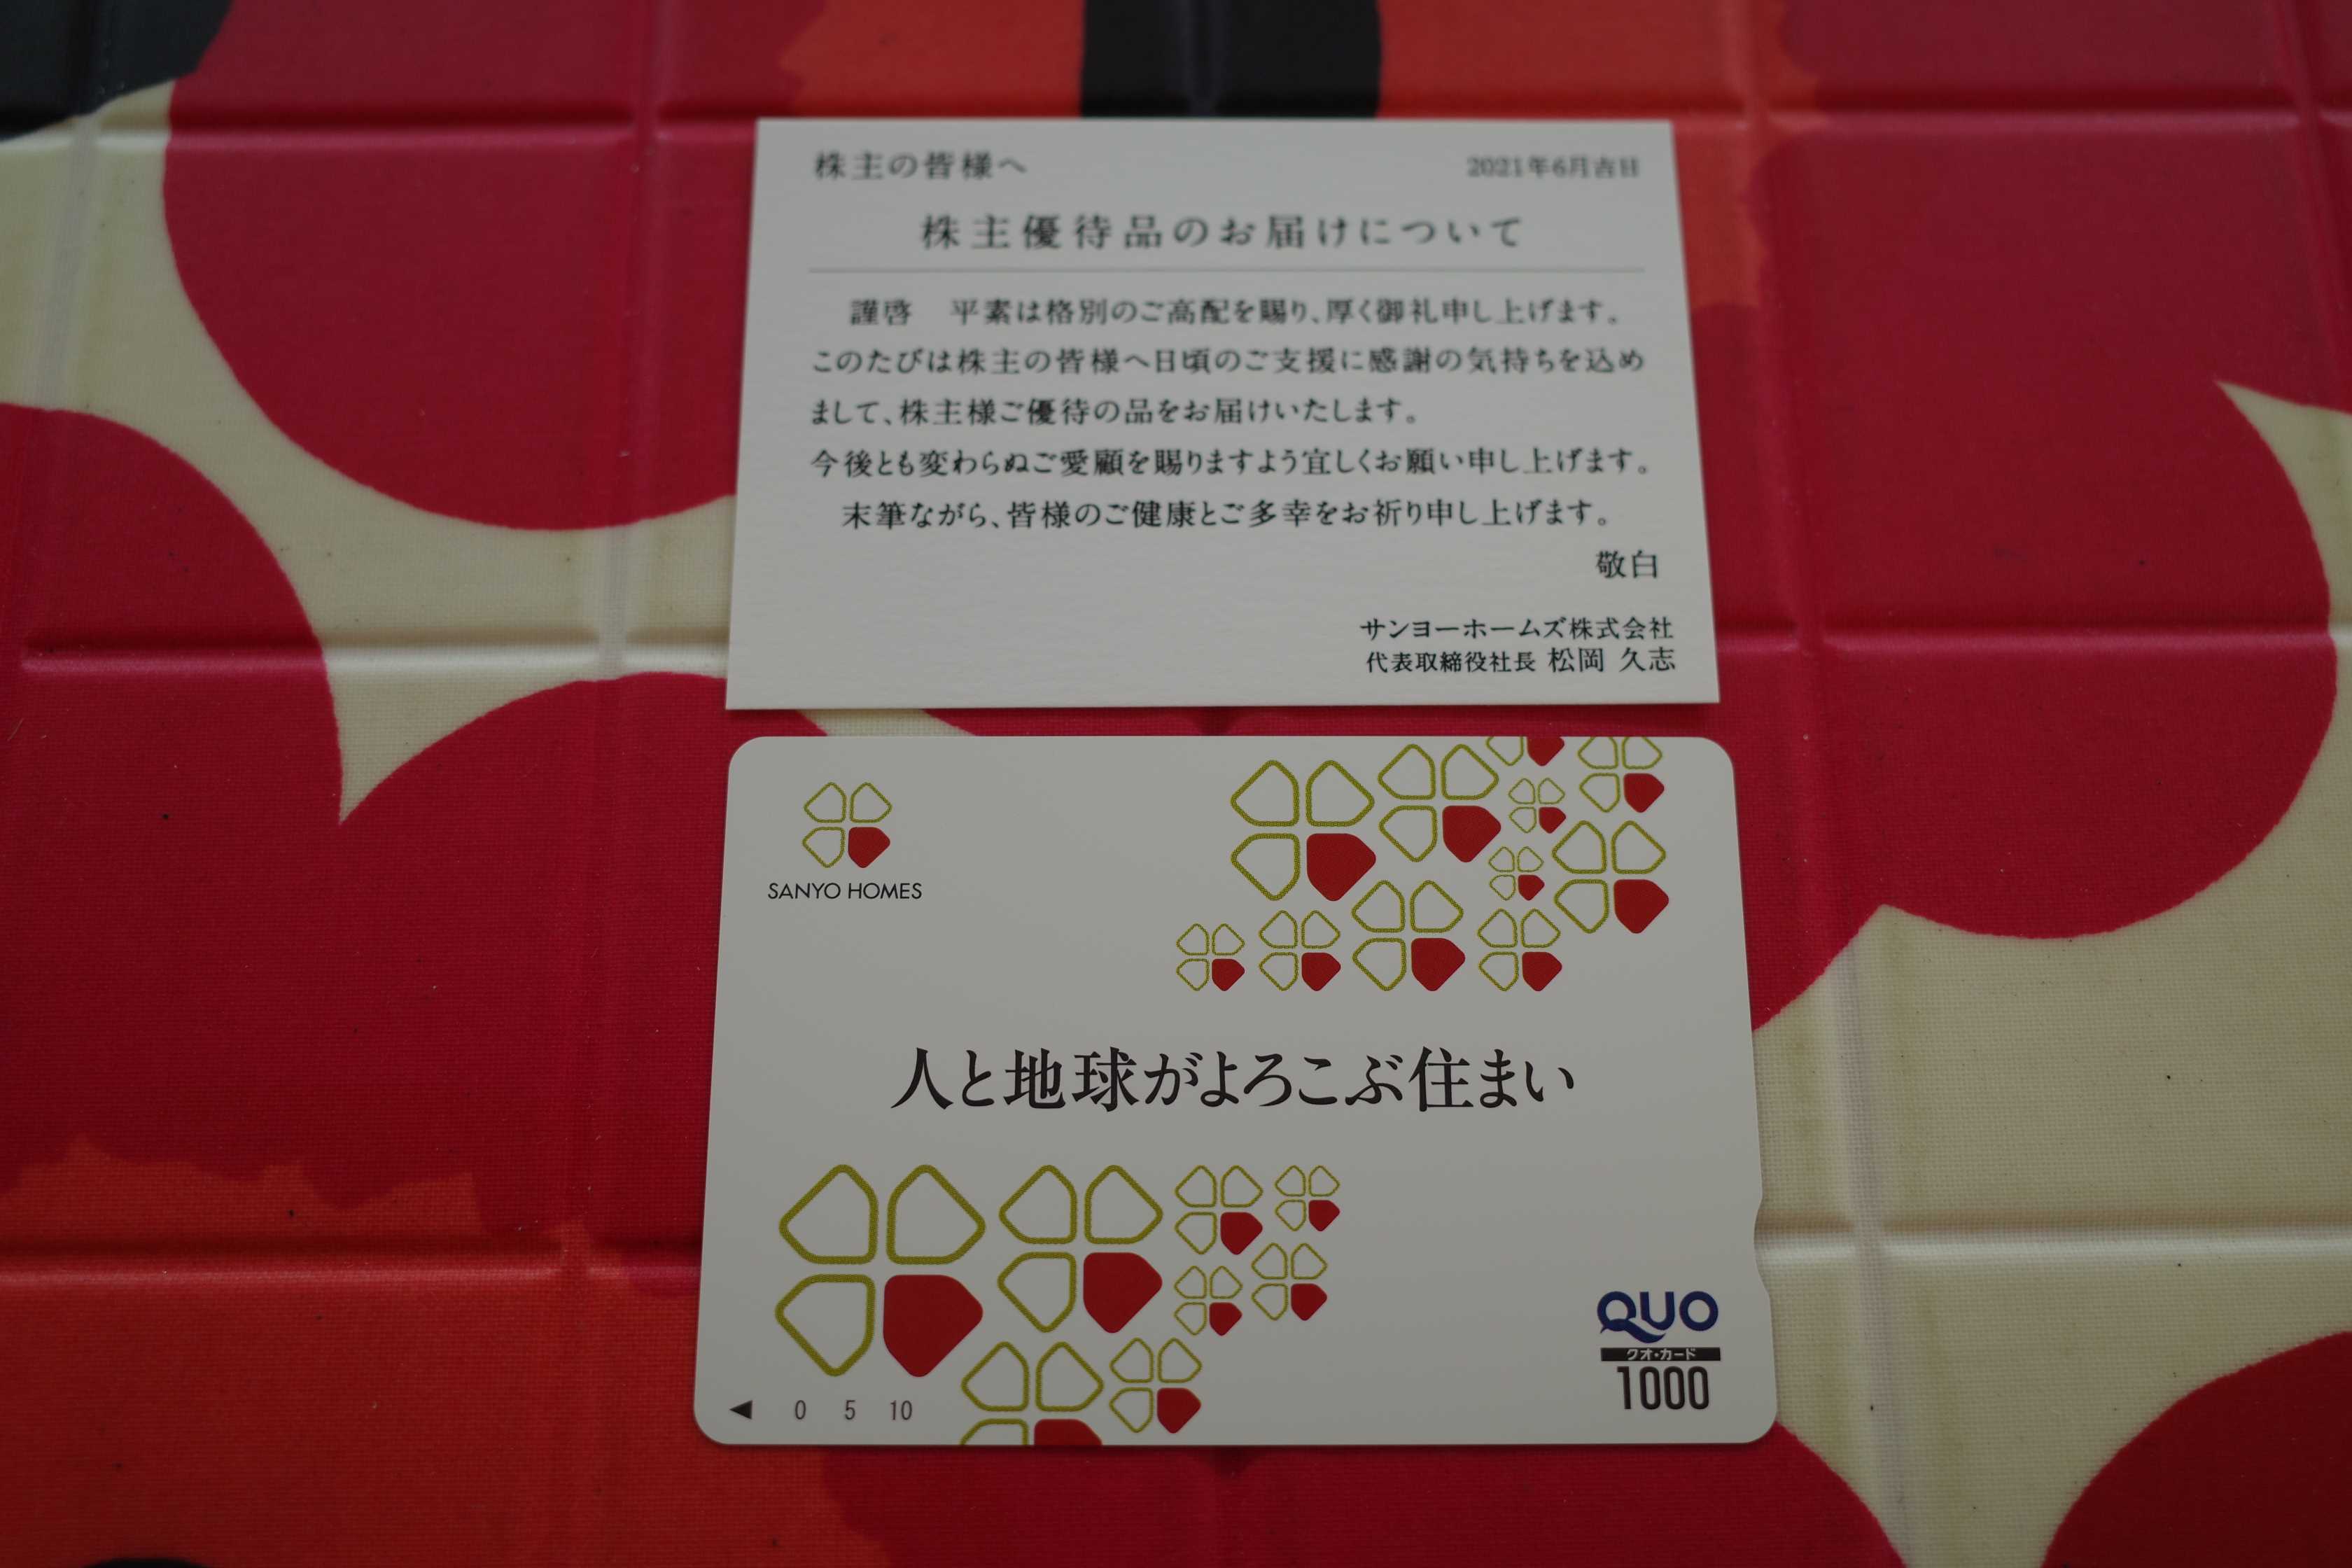 株主の皆様へ
2021年6月吉日
株主優待品のお届けについて
謹啓　平素は格別のご高配を賜り、厚く御礼申し上げます。
このたびは株主の皆様へ日頃のご支援に感謝の気持ちを込め
まして、株主様ご優待の品をお届けいたします。
今後とも変わらぬご愛顧を賜りますよう宜しくお願い申し上げます。
末筆ながら、皆様のご健康とご多幸をお祈り申し上げます。
敬白
サンヨーホームズ株式会社
代表取締役社長 松岡 久志
SANYO HOMES
人と地球がよろこぶ住まい
QUO
クオ・カード
1000
◀ 0 5 10